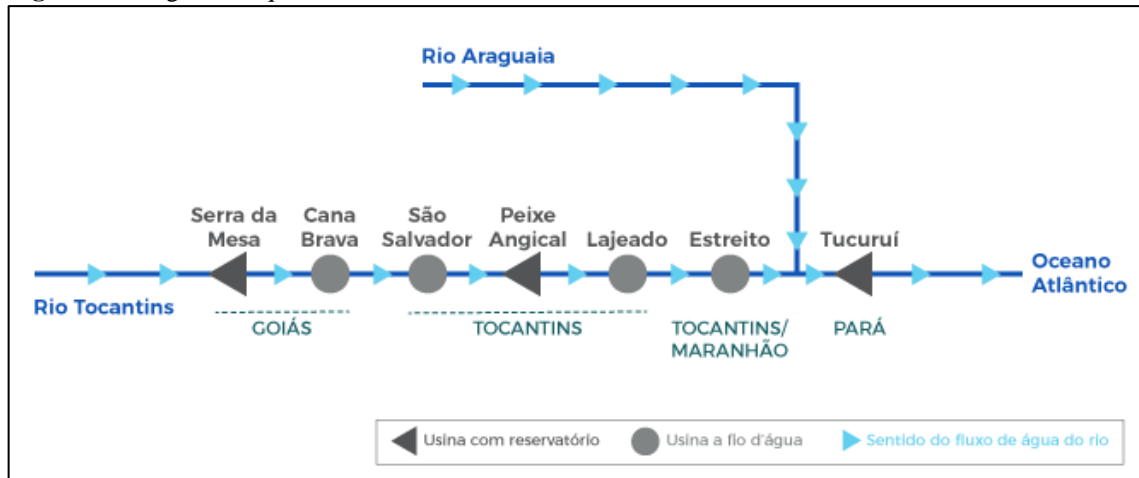 Rio Araguaia
Serra da
Mesa
Cana
Brava
São
Salvador
Peixe
Angical
Lajeado
Estreito
Tucuruí
Oceano
Atlântico
Rio Tocantins
GOIÁS
TOCANTINS
TOCANTINS/
MARANHÃO
PARÁ
Usina com reservatório
Usina a fio d'água
Sentido do fluxo de água do rio